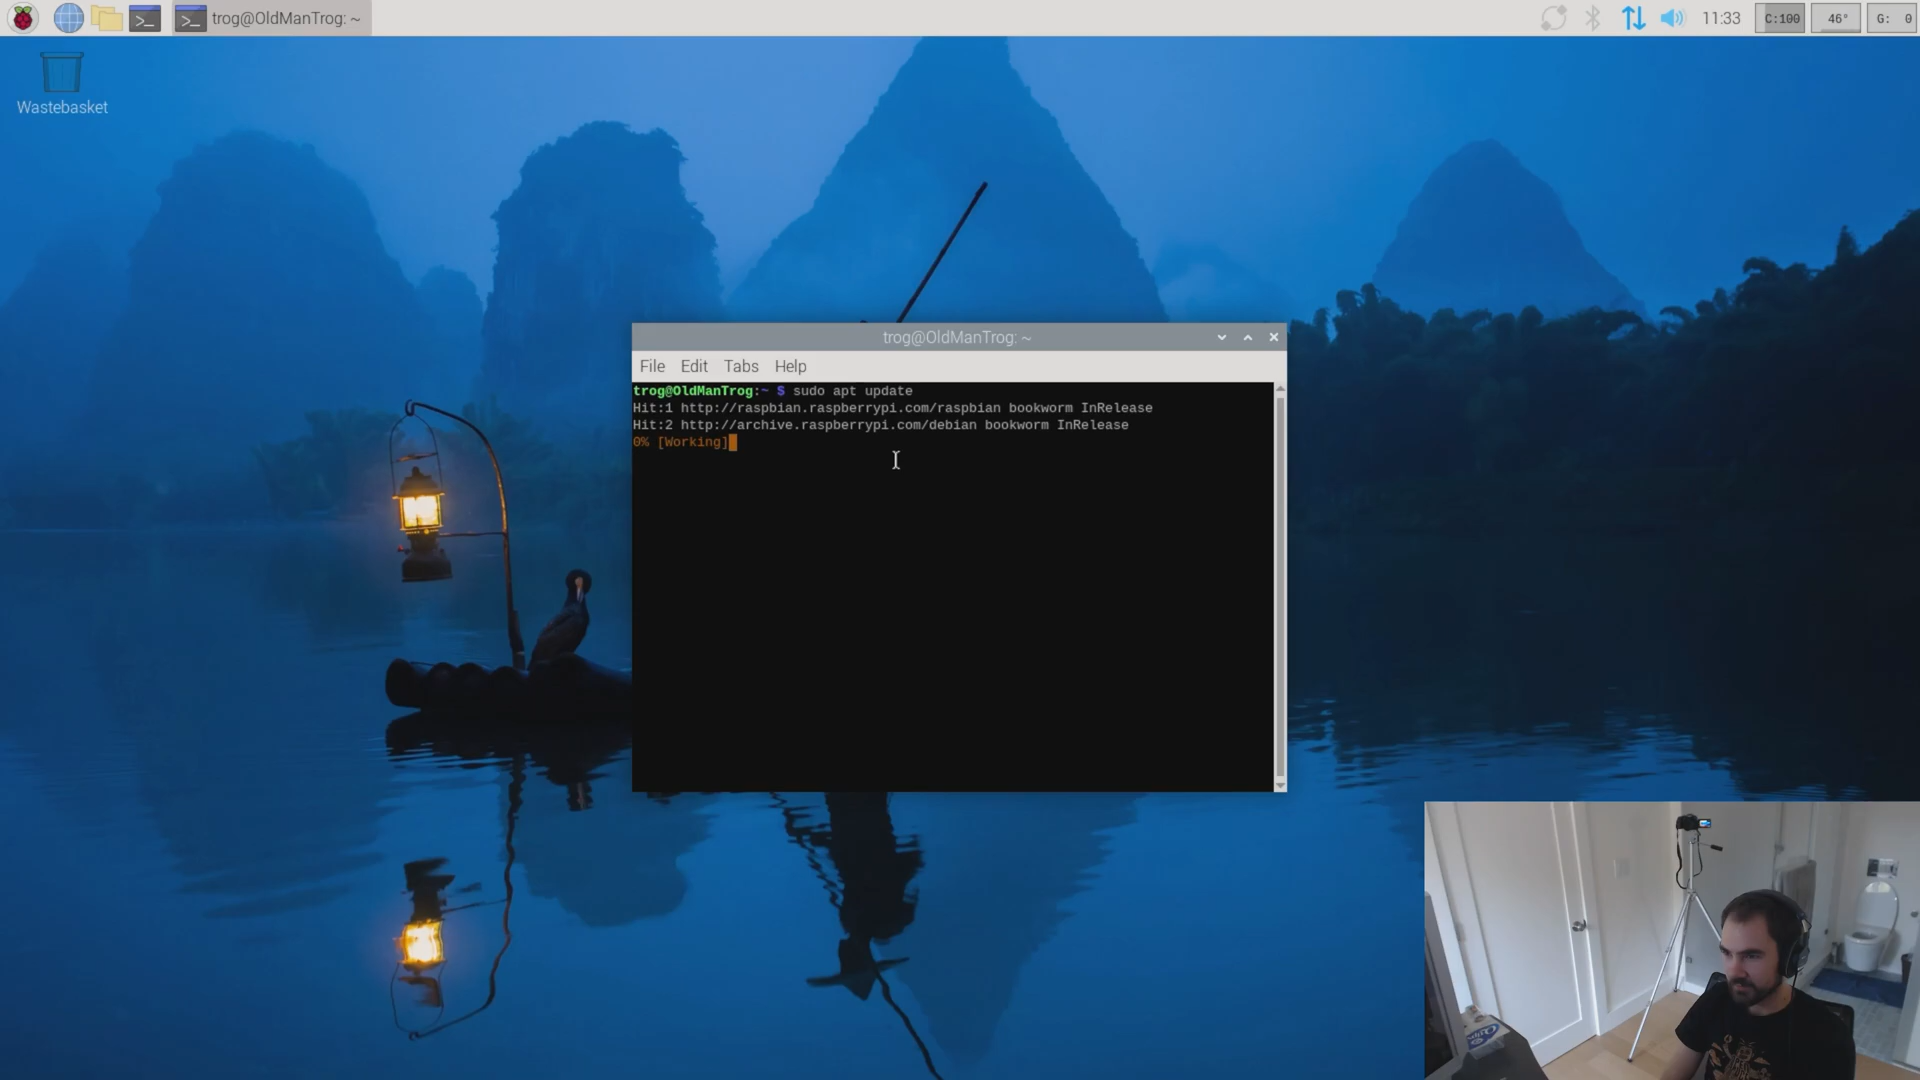 trog@OldManTrog: ~
11:33
C:100
46°
G: 0
Wastebasket
trog@OldManTrog: ~
File Edit Tabs Help
trog@OldManTrog:~ $ sudo apt update
Hit:1 http://raspbian.raspberrypi.com/raspbian bookworm InRelease
Hit:2 http://archive.raspberrypi.com/debian bookworm InRelease
0% [Working]